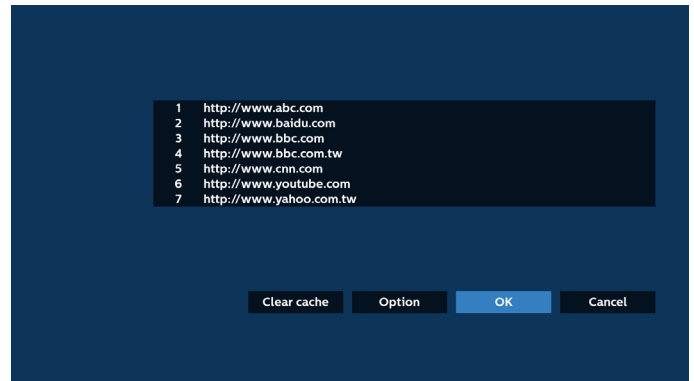 1 http://www.abc.com
2 http://www.baidu.com
3 http://www.bbc.com
4 http://www.bbc.com.tw
5 http://www.cnn.com
6 http://www.youtube.com
7 http://www.yahoo.com.tw
Clear cache Option OK Cancel